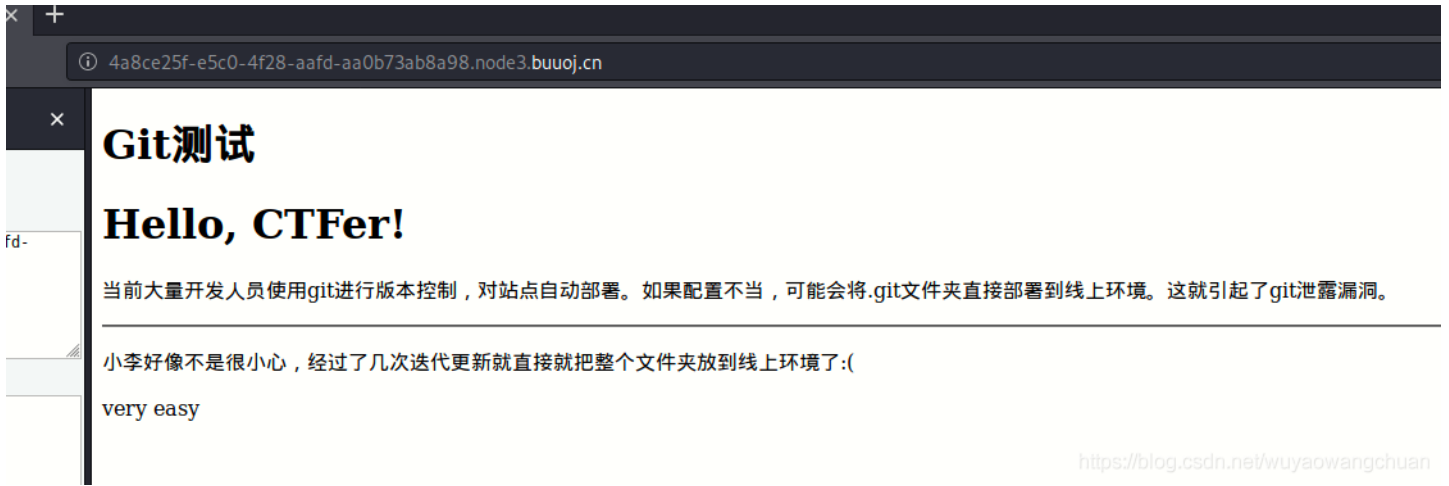 4a8ce25f-e5c0-4f28-aafd-aa0b73ab8a98.node3.buuoj.cn
Git测试
Hello, CTFer!
fd-
当前大量开发人员使用git进行版本控制，对站点自动部署。如果配置不当，可能会将.git文件夹直接部署到线上环境。这就引起了git泄露漏洞。
小李好像不是很小心，经过了几次迭代更新就直接就把整个文件夹放到线上环境了:(
very easy
https://blog.csdn.net/wuyaowangchuan